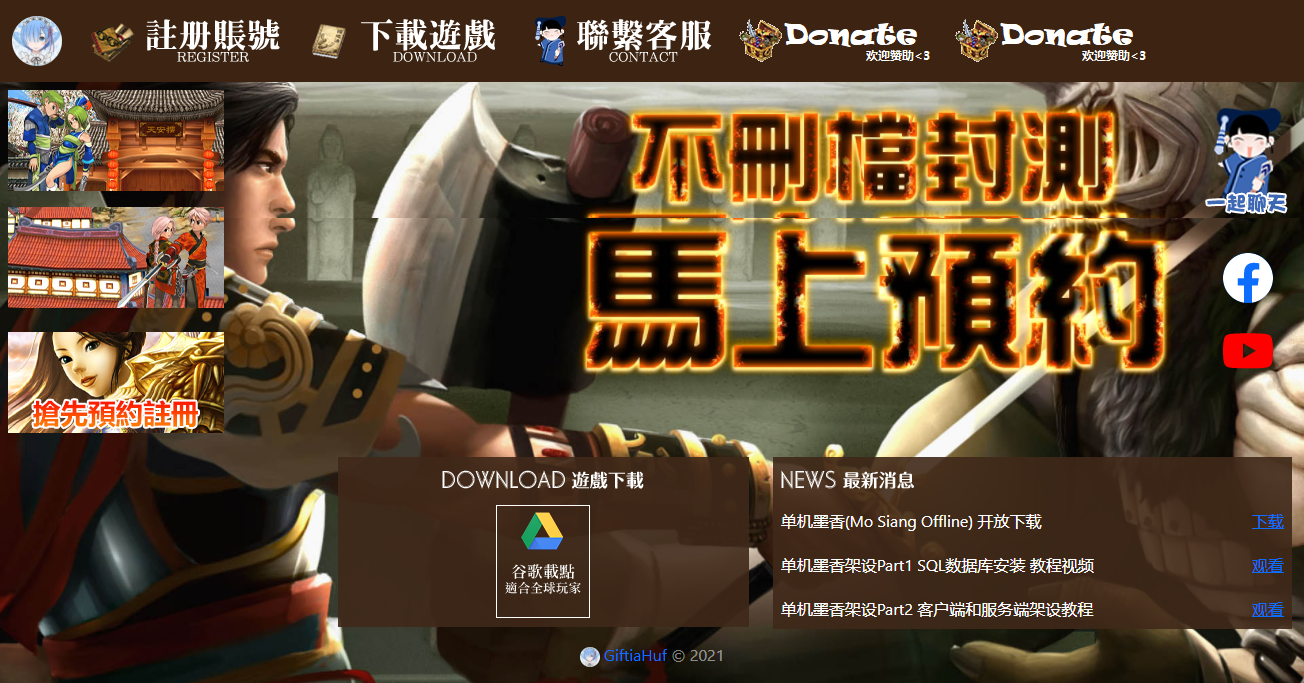 註册賬號
REGISTER
下載遊戲
DOWNLOAD
聯繫客服
CONTACT
Donate
欢迎赞助<3
Donate
欢迎赞助<3
天安樓
不刪檔封測
馬上預約
一起聊天
搶先預約註冊
DOWNLOAD 遊戲下載
谷歌載點
適合全球玩家
NEWS 最新消息
单机墨香(Mo Siang Offline) 开放下载 下载
单机墨香架设Part1 SQL数据库安装 教程视频 观看
单机墨香架设Part2 客户端和服务端架设教程 观看
GiftiaHuf © 2021